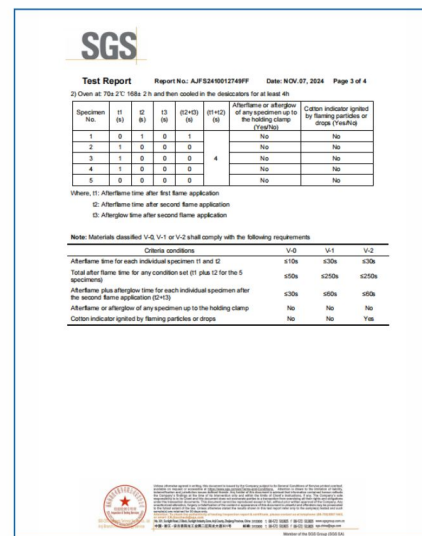 SGS
Test Report Report No.: AJFS2410012749FF Date: NOV.07, 2024 Page 3 of 4
2) Oven at: 70± 2℃ 168± 2 h and then cooled in the desiccators for at least 4h
Specimen No. t1 (s) t2 (s) t3 (s) (t2+t3) (s) (t1+t2) (s) Afterflame or afterglow of any specimen up to the holding clamp (Yes/No) Cotton indicator ignited by flaming particles or drops (Yes/No)
1 0 1 0 1 4 No No
2 1 0 0 0 No No
3 1 0 0 0 No No
4 1 0 0 0 No No
5 0 0 0 0 No No
Where, t1: Afterflame time after first flame application
t2: Afterflame time after second flame application
t3: Afterglow time after second flame application
Note: Materials classified V-0, V-1 or V-2 shall comply with the following requirements
Criteria conditions V-0 V-1 V-2
Afterflame time for each individual specimen t1 and t2 ≤10s ≤30s ≤30s
Total after flame time for any condition set (t1 plus t2 for the 5 specimens) ≤50s ≤250s ≤250s
Afterflame plus afterglow time for each individual specimen after the second flame application (t2+t3) ≤30s ≤60s ≤60s
Afterflame or afterglow of any specimen up to the holding clamp No No No
Cotton indicator ignited by flaming particles or drops No No Yes
Member of the SGS Group (SGS SA)